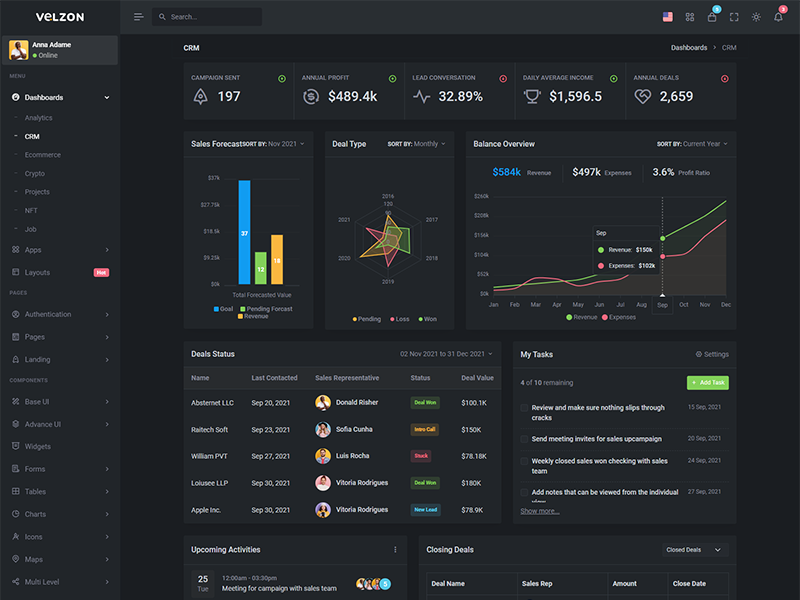 VELZON
Search...
5
3
Anna Adame
Online
MENU
Dashboards
Analytics
CRM
Ecommerce
Crypto
Projects
NFT
Job
Apps
Layouts Hot
PAGES
Authentication
Pages
Landing
COMPONENTS
Base UI
Advance UI
Widgets
Forms
Tables
Charts
Icons
Maps
Multi Level
CRM
Dashboards > CRM
CAMPAIGN SENT
197
ANNUAL PROFIT
$489.4k
LEAD CONVERSATION
32.89%
DAILY AVERAGE INCOME
$1,596.5
ANNUAL DEALS
2,659
Sales Forecast SORT BY: Nov 2021
$37k
$27.75k
$18.5k
$9.25k
$0k
37
12
18
Total Forecasted Value
Goal Pending Forcast
Revenue
Deal Type SORT BY: Monthly
2016
120
90
2017
2018
2019
2020
2021
Pending Loss Won
Balance Overview SORT BY: Current Year
$584k Revenue $497k Expenses 3.6% Profit Ratio
$260k
$208k
$156k
$104k
$52k
$0k
Sep
Revenue: $150k
Expenses: $102k
Jan Feb Mar Apr May Jun Jul Aug Sep Oct Nov Dec
Revenue Expenses
Deals Status 02 Nov 2021 to 31 Dec 2021
Name Last Contacted Sales Representative Status Deal Value
Absternet LLC Sep 20, 2021 Donald Risher Deal Won $100.1K
Raitech Soft Sep 23, 2021 Sofia Cunha Intro Call $150K
William PVT Sep 27, 2021 Luis Rocha Stuck $78.18K
Loiusee LLP Sep 30, 2021 Vitoria Rodrigues Deal Won $180K
Apple Inc. Sep 30, 2021 Vitoria Rodrigues New Lead $78.9K
My Tasks Settings
4 of 10 remaining + Add Task
Review and make sure nothing slips through 15 Sep, 2021
cracks
Send meeting invites for sales upcampaign 20 Sep, 2021
Weekly closed sales won checking with sales 24 Sep, 2021
team
Add notes that can be viewed from the individual 27 Sep, 2021
view
Show more...
Upcoming Activities
25
Tue
12:00am - 03:30pm
Meeting for campaign with sales team
5
Closing Deals Closed Deals
Deal Name Sales Rep Amount Close Date